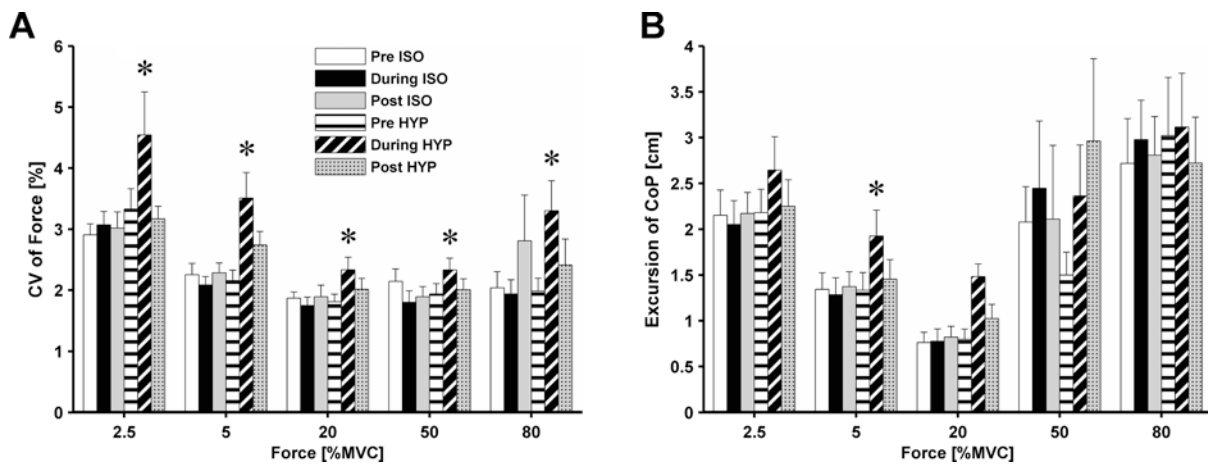 A
CV of Force [%]
6
5
4
3
2
1
0
*
*
*
*
*
Pre ISO
During ISO
Post ISO
Pre HYP
During HYP
Post HYP
2.5 5 20 50 80
Force [%MVC]
B
Excursion of CoP [cm]
4
3.5
3
2.5
2
1.5
1
0.5
0
*
2.5 5 20 50 80
Force [%MVC]